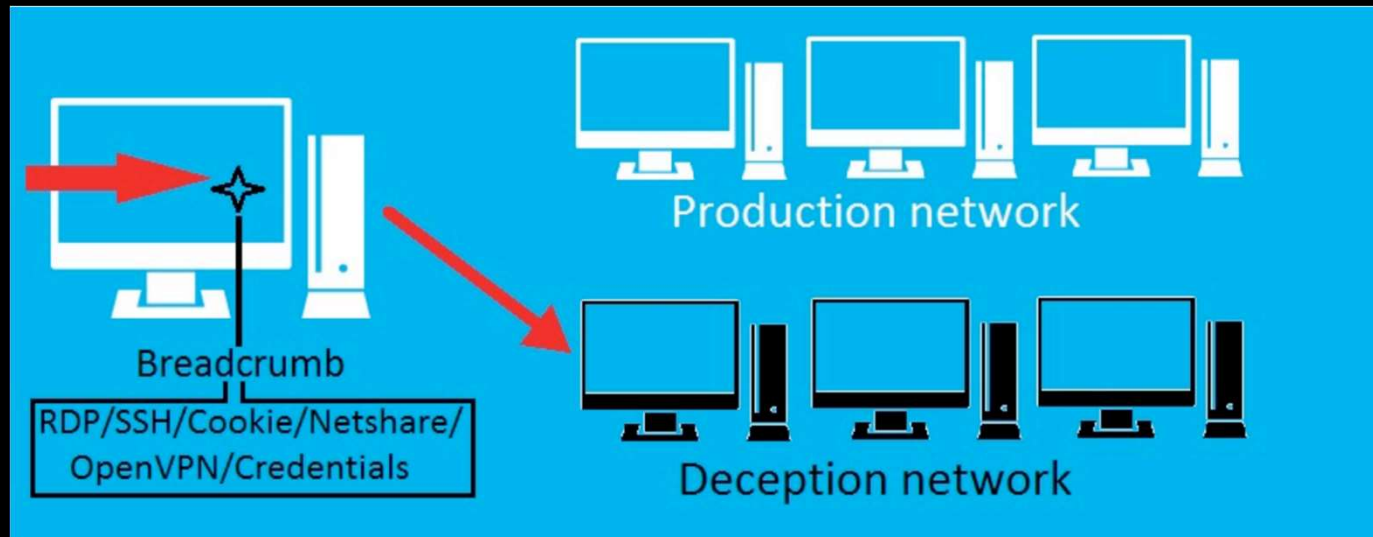 Production network
Breadcrumb
RDP/SSH/Cookie/Netshare/
OpenVPN/Credentials
Deception network